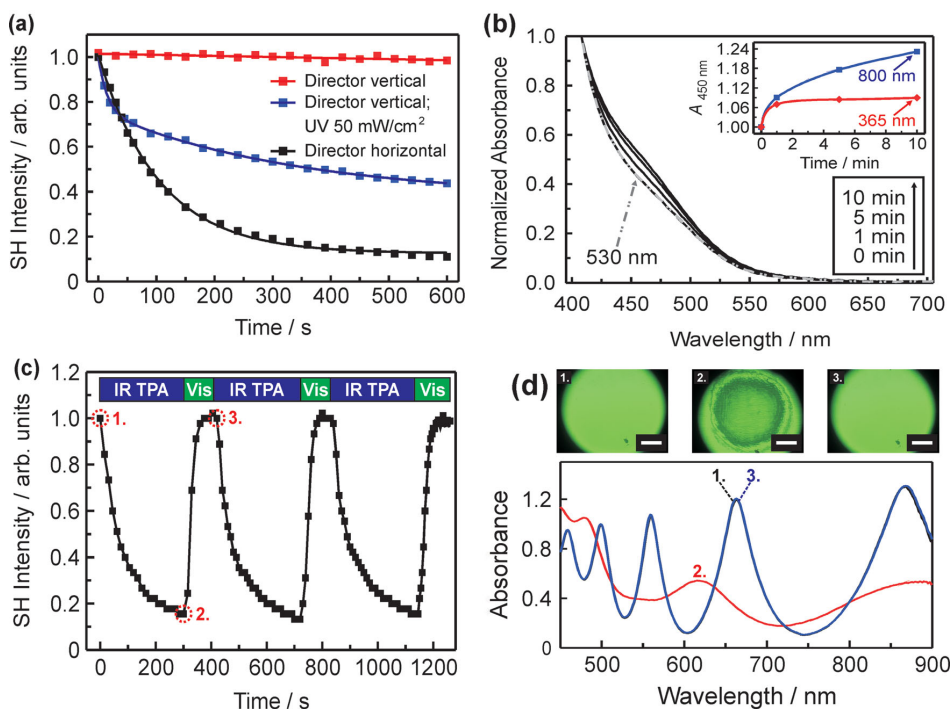 (a)
SH Intensity / arb. units
1.2
1.0
0.8
0.6
0.4
0.2
0
0 100 200 300 400 500 600
Time / s
Director vertical
Director vertical;
UV 50 mW/cm²
Director horizontal
(b)
Normalized Absorbance
1.0
0.8
0.6
0.4
0.2
0.0
400 450 500 550 600 650 700
Wavelength / nm
530 nm
A 450 nm
1.24
1.18
1.12
1.06
1.00
0 2 4 6 8 10
Time / min
800 nm
365 nm
10 min
5 min
1 min
0 min
(c)
SH Intensity / arb. units
1.2
1.0
0.8
0.6
0.4
0.2
0
0 200 400 600 800 1000 1200
Time / s
IR TPA Vis IR TPA Vis IR TPA Vis
1. 3.
2.
(d)
1. 2. 3.
Absorbance
1.2
0.8
0.4
0
500 600 700 800 900
Wavelength / nm
1. 3.
2.